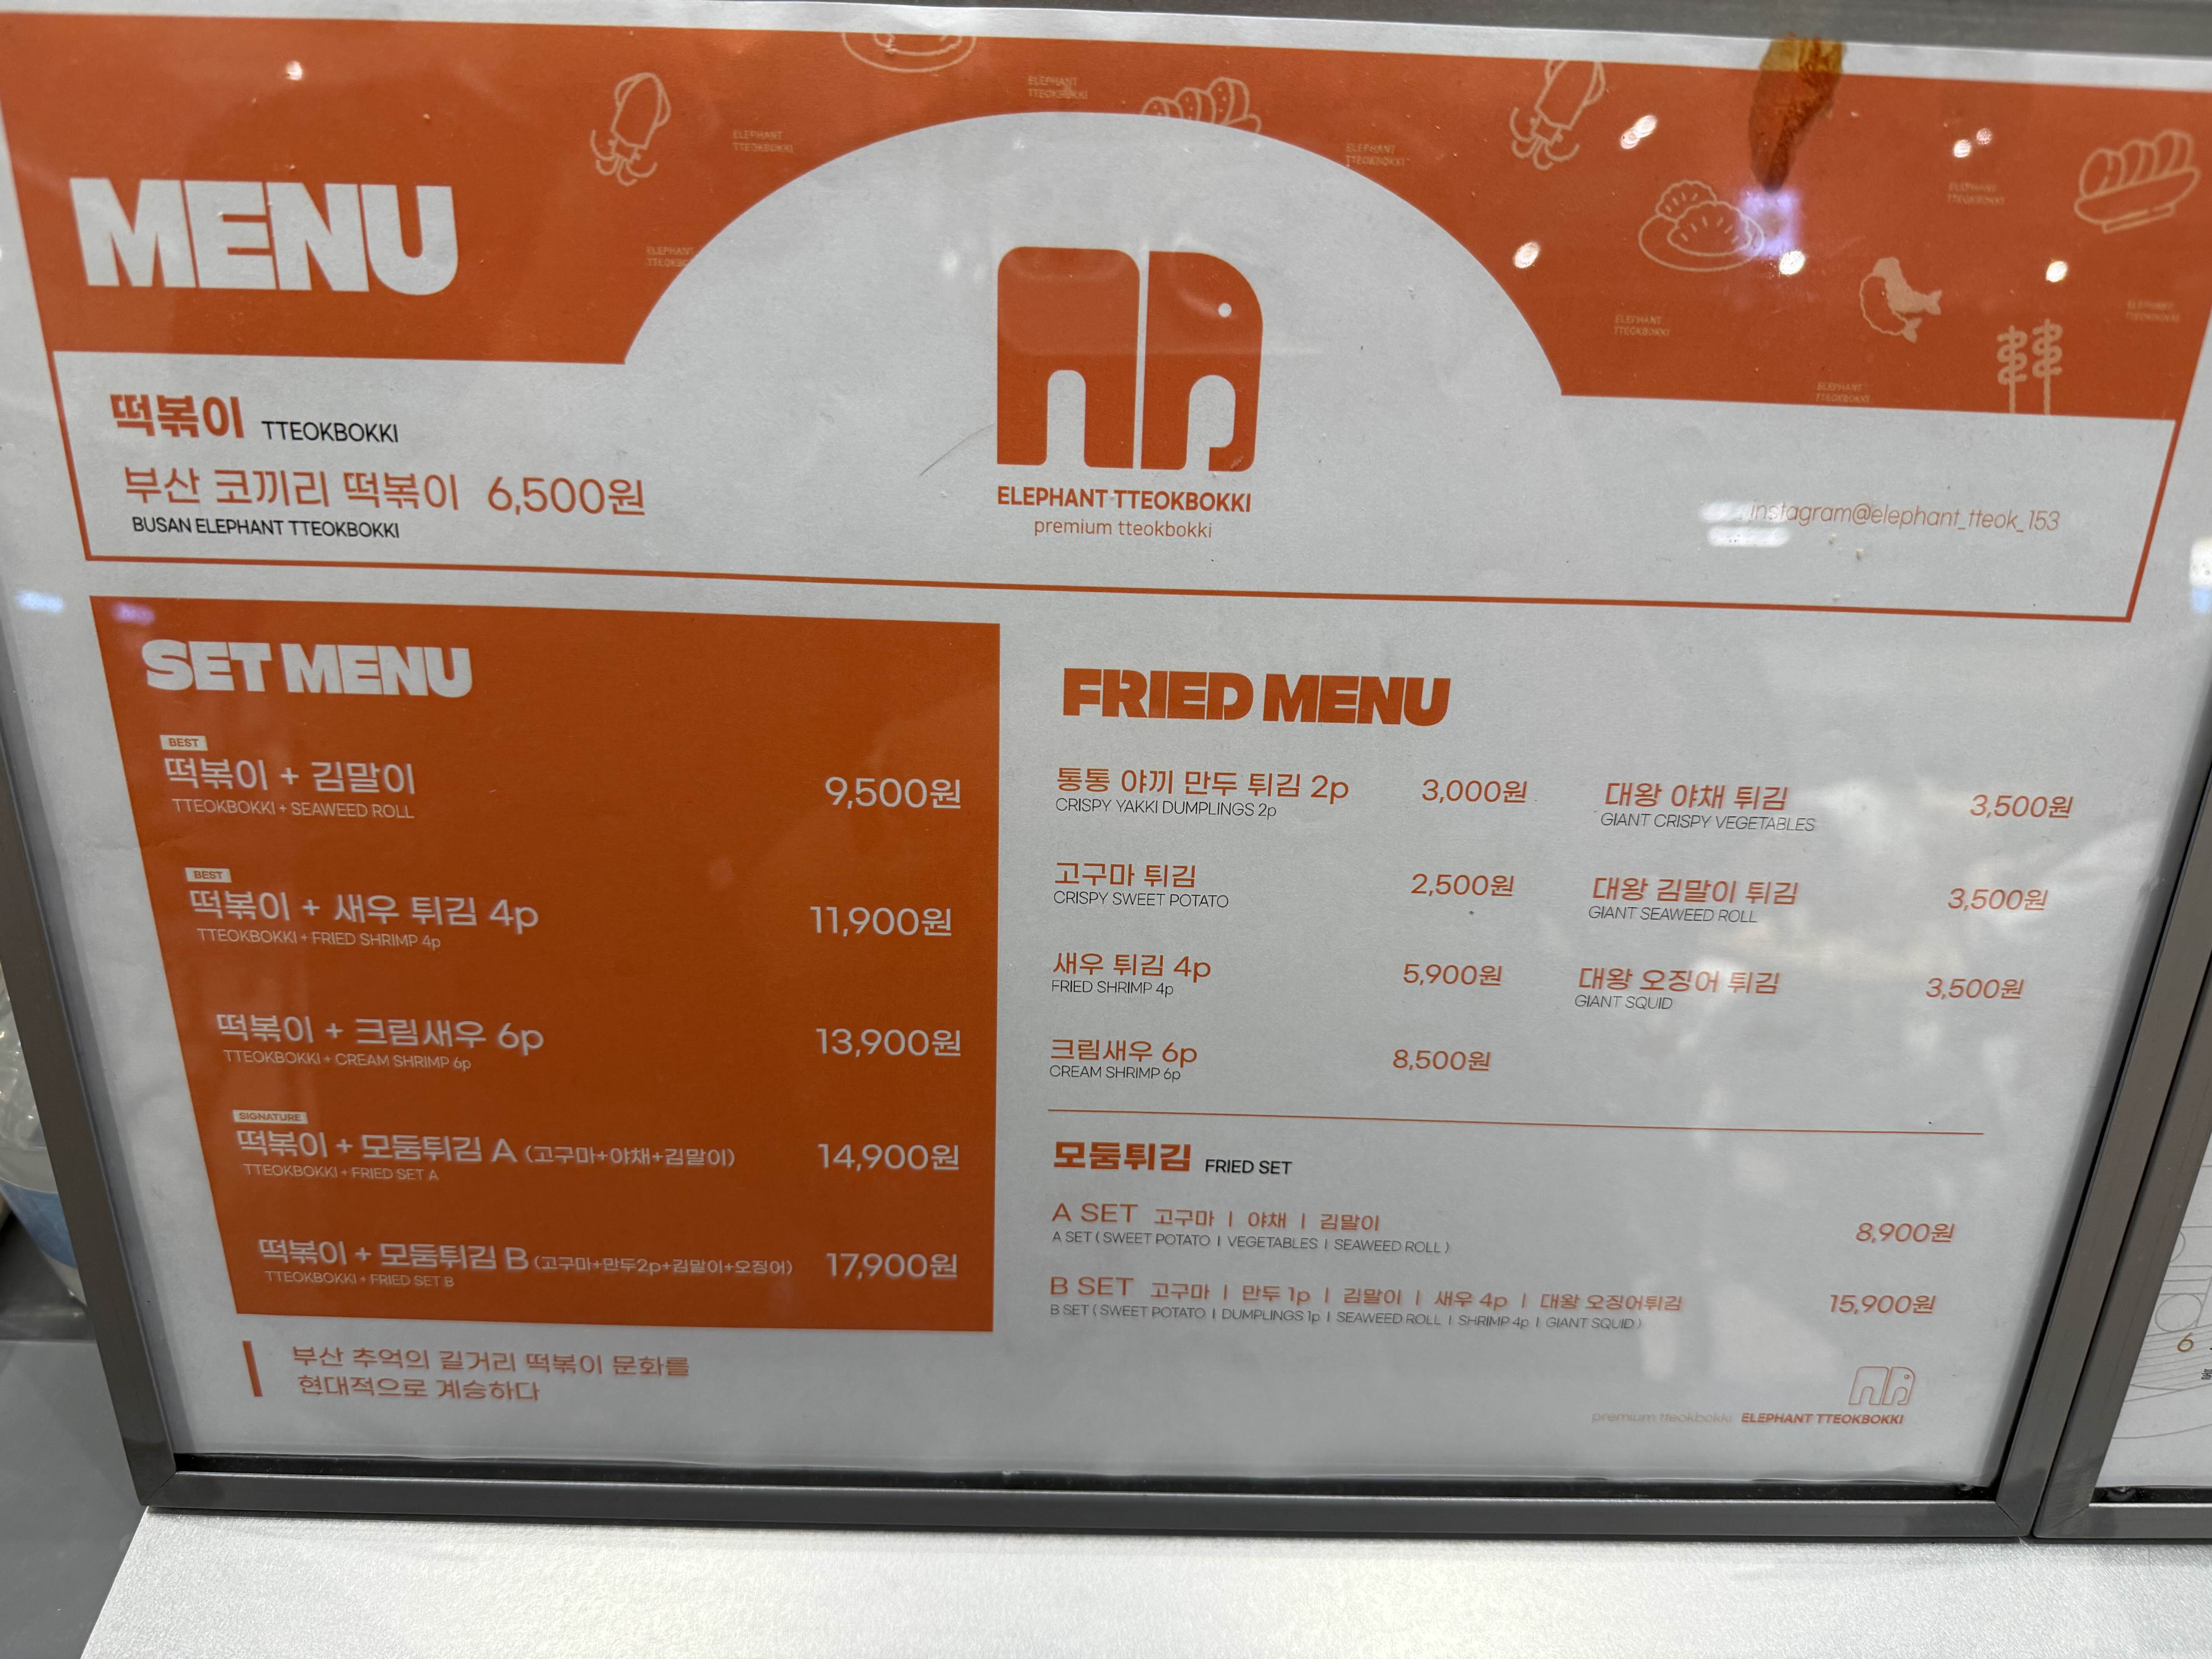 MENU
떡볶이 TTEOKBOKKI
부산 코끼리 떡볶이 6,500원
BUSAN ELEPHANT TTEOKBOKKI
ELEPHANT TTEOKBOKKI
premium tteokbokki
instagram@elephant_tteok_153
SET MENU
BEST
떡볶이 + 김말이 9,500원
TTEOKBOKKI + SEAWEED ROLL
BEST
떡볶이 + 새우 튀김 4p 11,900원
TTEOKBOKKI + FRIED SHRIMP 4p
떡볶이 + 크림새우 6p 13,900원
TTEOKBOKKI + CREAM SHRIMP 6p
SIGNATURE
떡볶이 + 모둠튀김 A (고구마+야채+김말이) 14,900원
TTEOKBOKKI + FRIED SET A
떡볶이 + 모둠튀김 B (고구마+만두2p+김말이+오징어) 17,900원
TTEOKBOKKI + FRIED SET B
부산 추억의 길거리 떡볶이 문화를
현대적으로 계승하다
FRIED MENU
통통 야끼 만두 튀김 2p 3,000원
CRISPY YAKKI DUMPLINGS 2p
고구마 튀김 2,500원
CRISPY SWEET POTATO
새우 튀김 4p 5,900원
FRIED SHRIMP 4p
크림새우 6p 8,500원
CREAM SHRIMP 6p
대왕 야채 튀김 3,500원
GIANT CRISPY VEGETABLES
대왕 김말이 튀김 3,500원
GIANT SEAWEED ROLL
대왕 오징어 튀김 3,500원
GIANT SQUID
모둠튀김 FRIED SET
A SET 고구마 | 야채 | 김말이 8,900원
A SET ( SWEET POTATO | VEGETABLES | SEAWEED ROLL )
B SET 고구마 | 만두 1p | 김말이 | 새우 4p | 대왕 오징어튀김 15,900원
B SET ( SWEET POTATO | DUMPLINGS 1p | SEAWEED ROLL | SHRIMP 4p | GIANT SQUID )
premium tteokbokki ELEPHANT TTEOKBOKKI